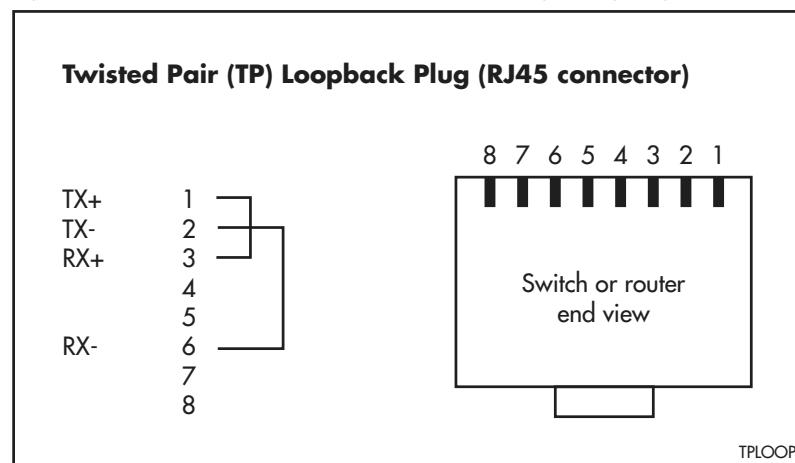 Twisted Pair (TP) Loopback Plug (RJ45 connector)
TX+ 1
TX- 2
RX+ 3
4
5
RX- 6
7
8
8 7 6 5 4 3 2 1
Switch or router
end view
TPLOOP